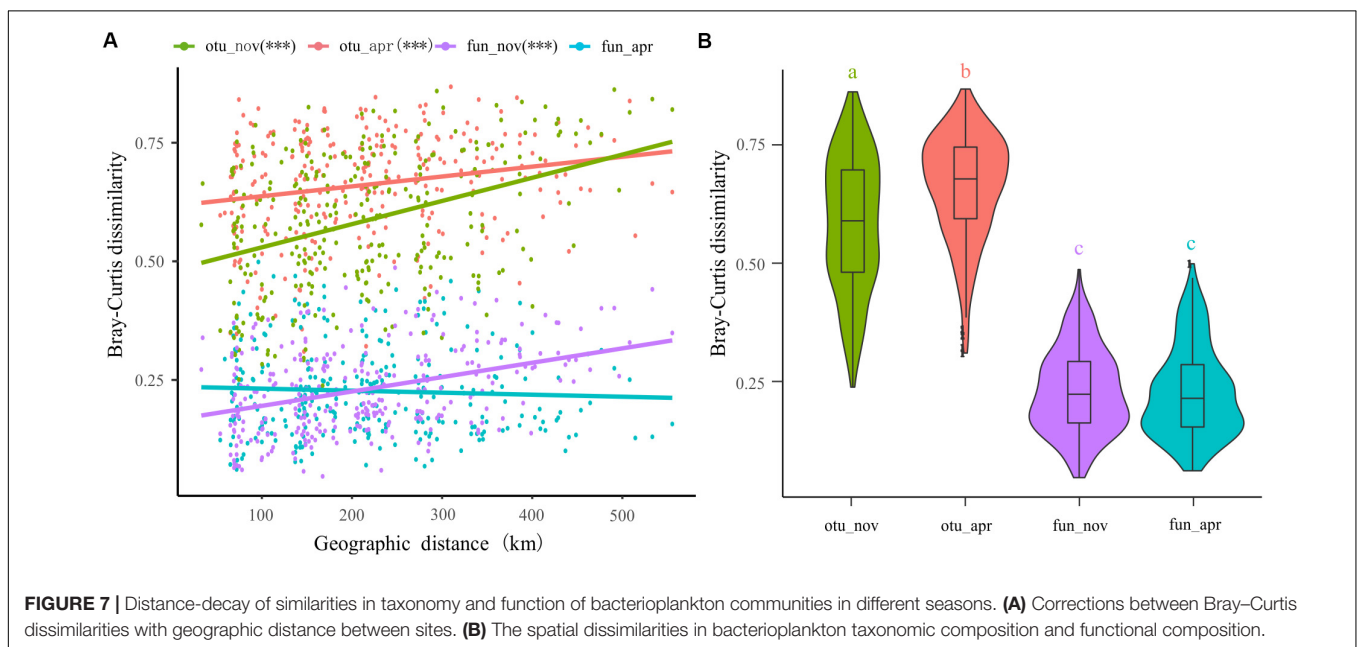 A
otu_nov(***) otu_apr(***) fun_nov(***) fun_apr
Bray-Curtis dissimilarity
0.75
0.50
0.25
100 200 300 400 500
Geographic distance (km)
B
a b c c
Bray-Curtis dissimilarity
0.75
0.50
0.25
otu_nov otu_apr fun_nov fun_apr
FIGURE 7 | Distance-decay of similarities in taxonomy and function of bacterioplankton communities in different seasons. (A) Corrections between Bray–Curtis
dissimilarities with geographic distance between sites. (B) The spatial dissimilarities in bacterioplankton taxonomic composition and functional composition.